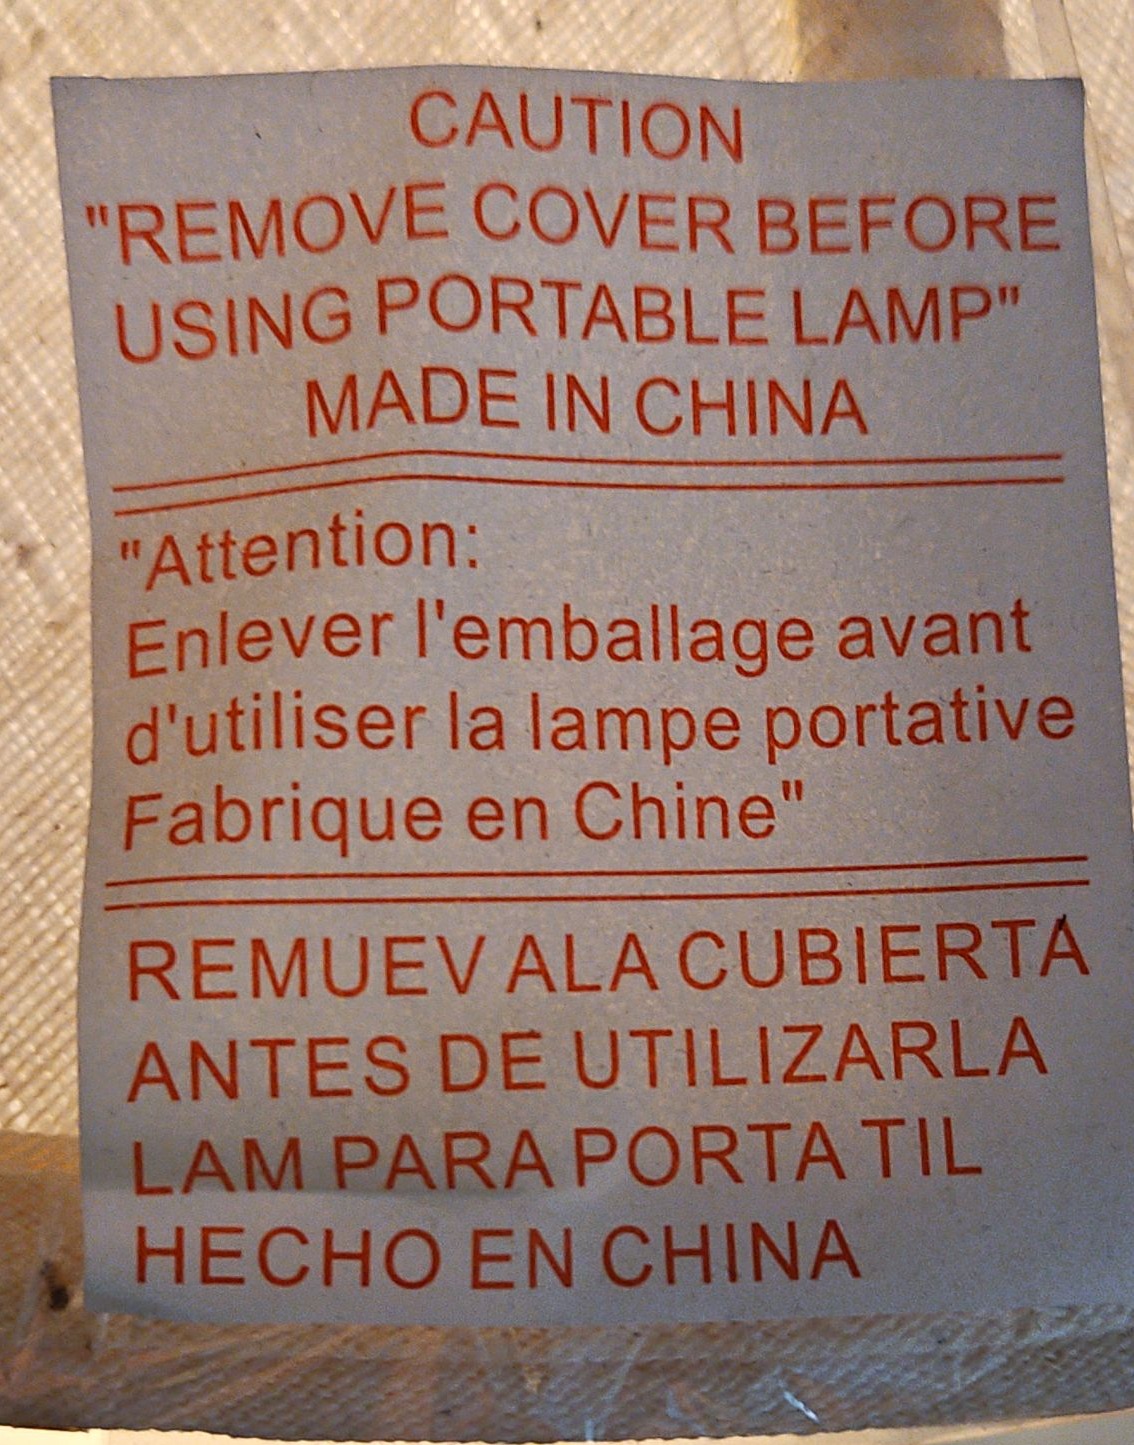 CAUTION
"REMOVE COVER BEFORE
USING PORTABLE LAMP"
MADE IN CHINA
"Attention:
Enlever l'emballage avant
d'utiliser la lampe portative
Fabrique en Chine"
REMUEV ALA CUBIERTA
ANTES DE UTILIZARLA
LAM PARA PORTA TIL
HECHO EN CHINA